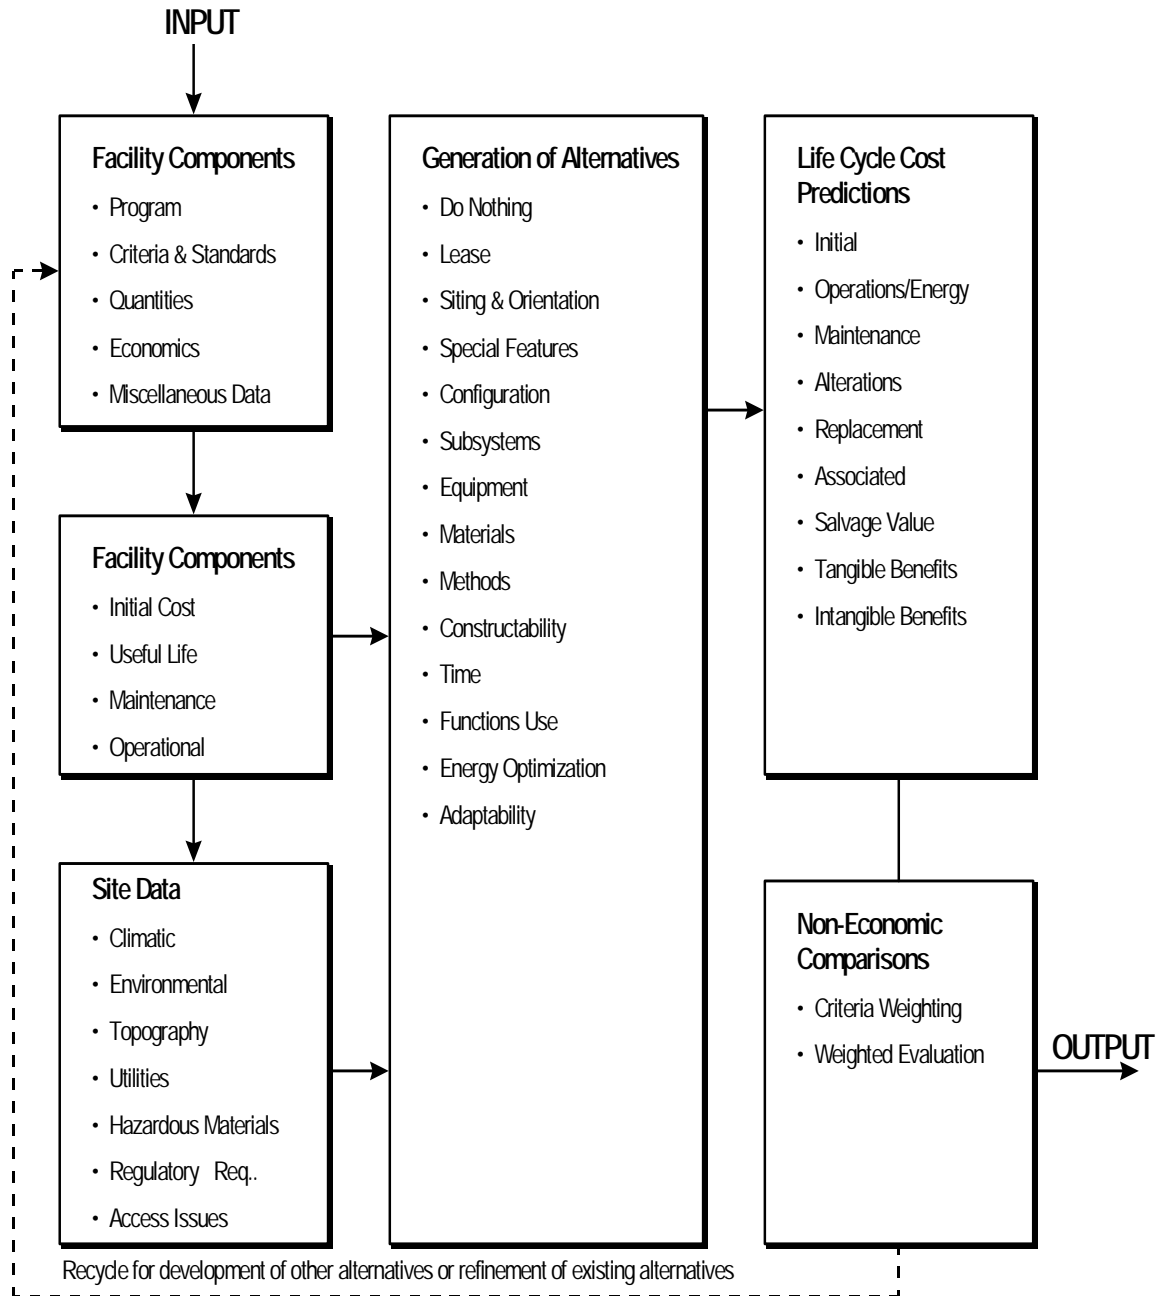 INPUT
Facility Components
• Program
• Criteria & Standards
• Quantities
• Economics
• Miscellaneous Data
Facility Components
• Initial Cost
• Useful Life
• Maintenance
• Operational
Site Data
• Climatic
• Environmental
• Topography
• Utilities
• Hazardous Materials
• Regulatory Req..
• Access Issues
Generation of Alternatives
• Do Nothing
• Lease
• Siting & Orientation
• Special Features
• Configuration
• Subsystems
• Equipment
• Materials
• Methods
• Constructability
• Time
• Functions Use
• Energy Optimization
• Adaptability
Life Cycle Cost
Predictions
• Initial
• Operations/Energy
• Maintenance
• Alterations
• Replacement
• Associated
• Salvage Value
• Tangible Benefits
• Intangible Benefits
Non-Economic
Comparisons
• Criteria Weighting
• Weighted Evaluation
OUTPUT
Recycle for development of other alternatives or refinement of existing alternatives